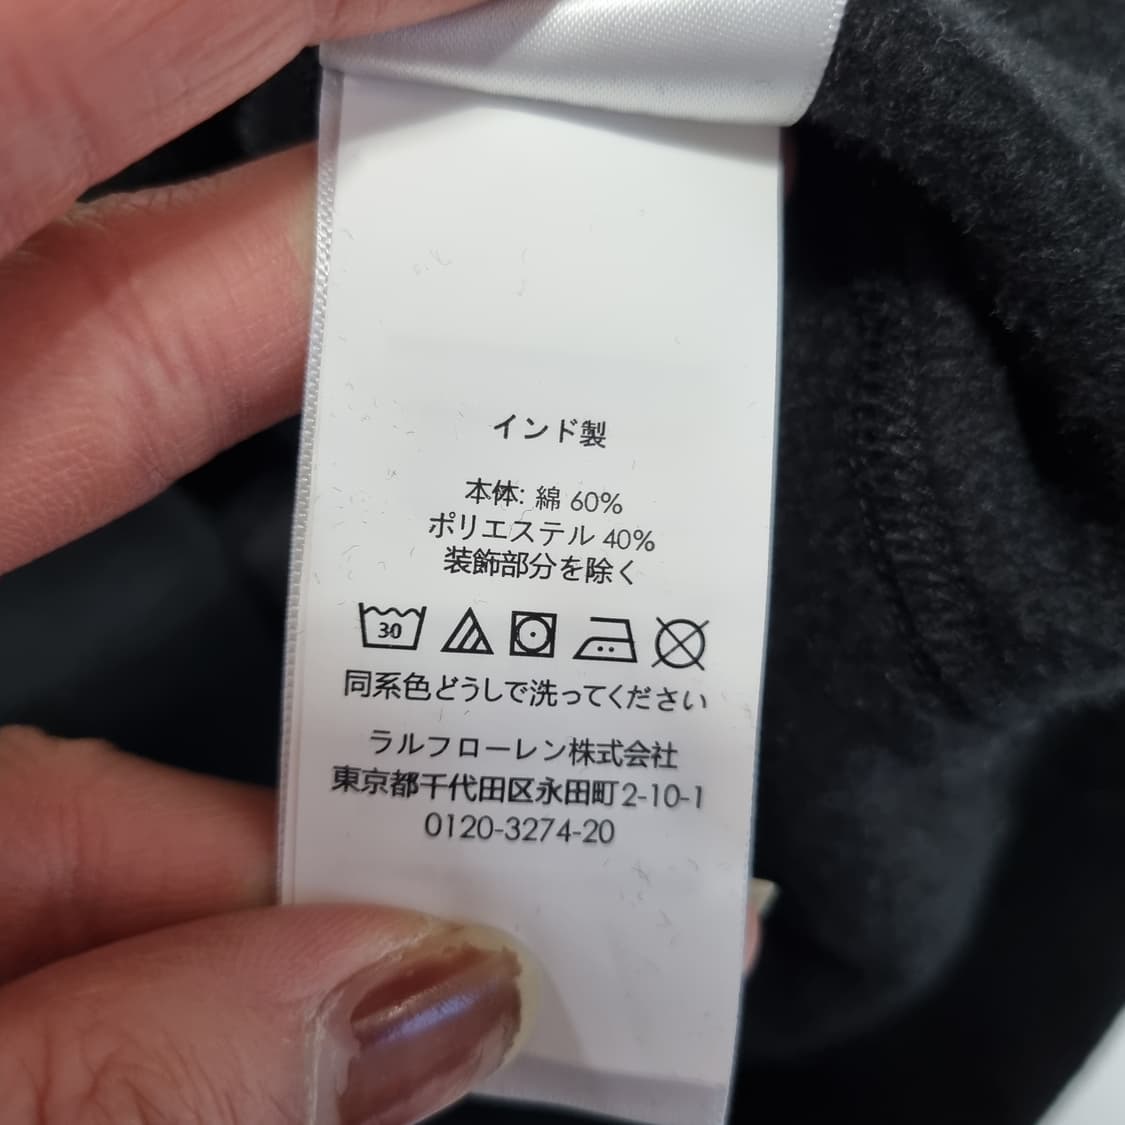 インド製
本体: 綿 60%
ポリエステル 40%
装飾部分を除く
30
同系色どうしで洗ってください
ラルフローレン株式会社
東京都千代田区永田町2-10-1
0120-3274-20